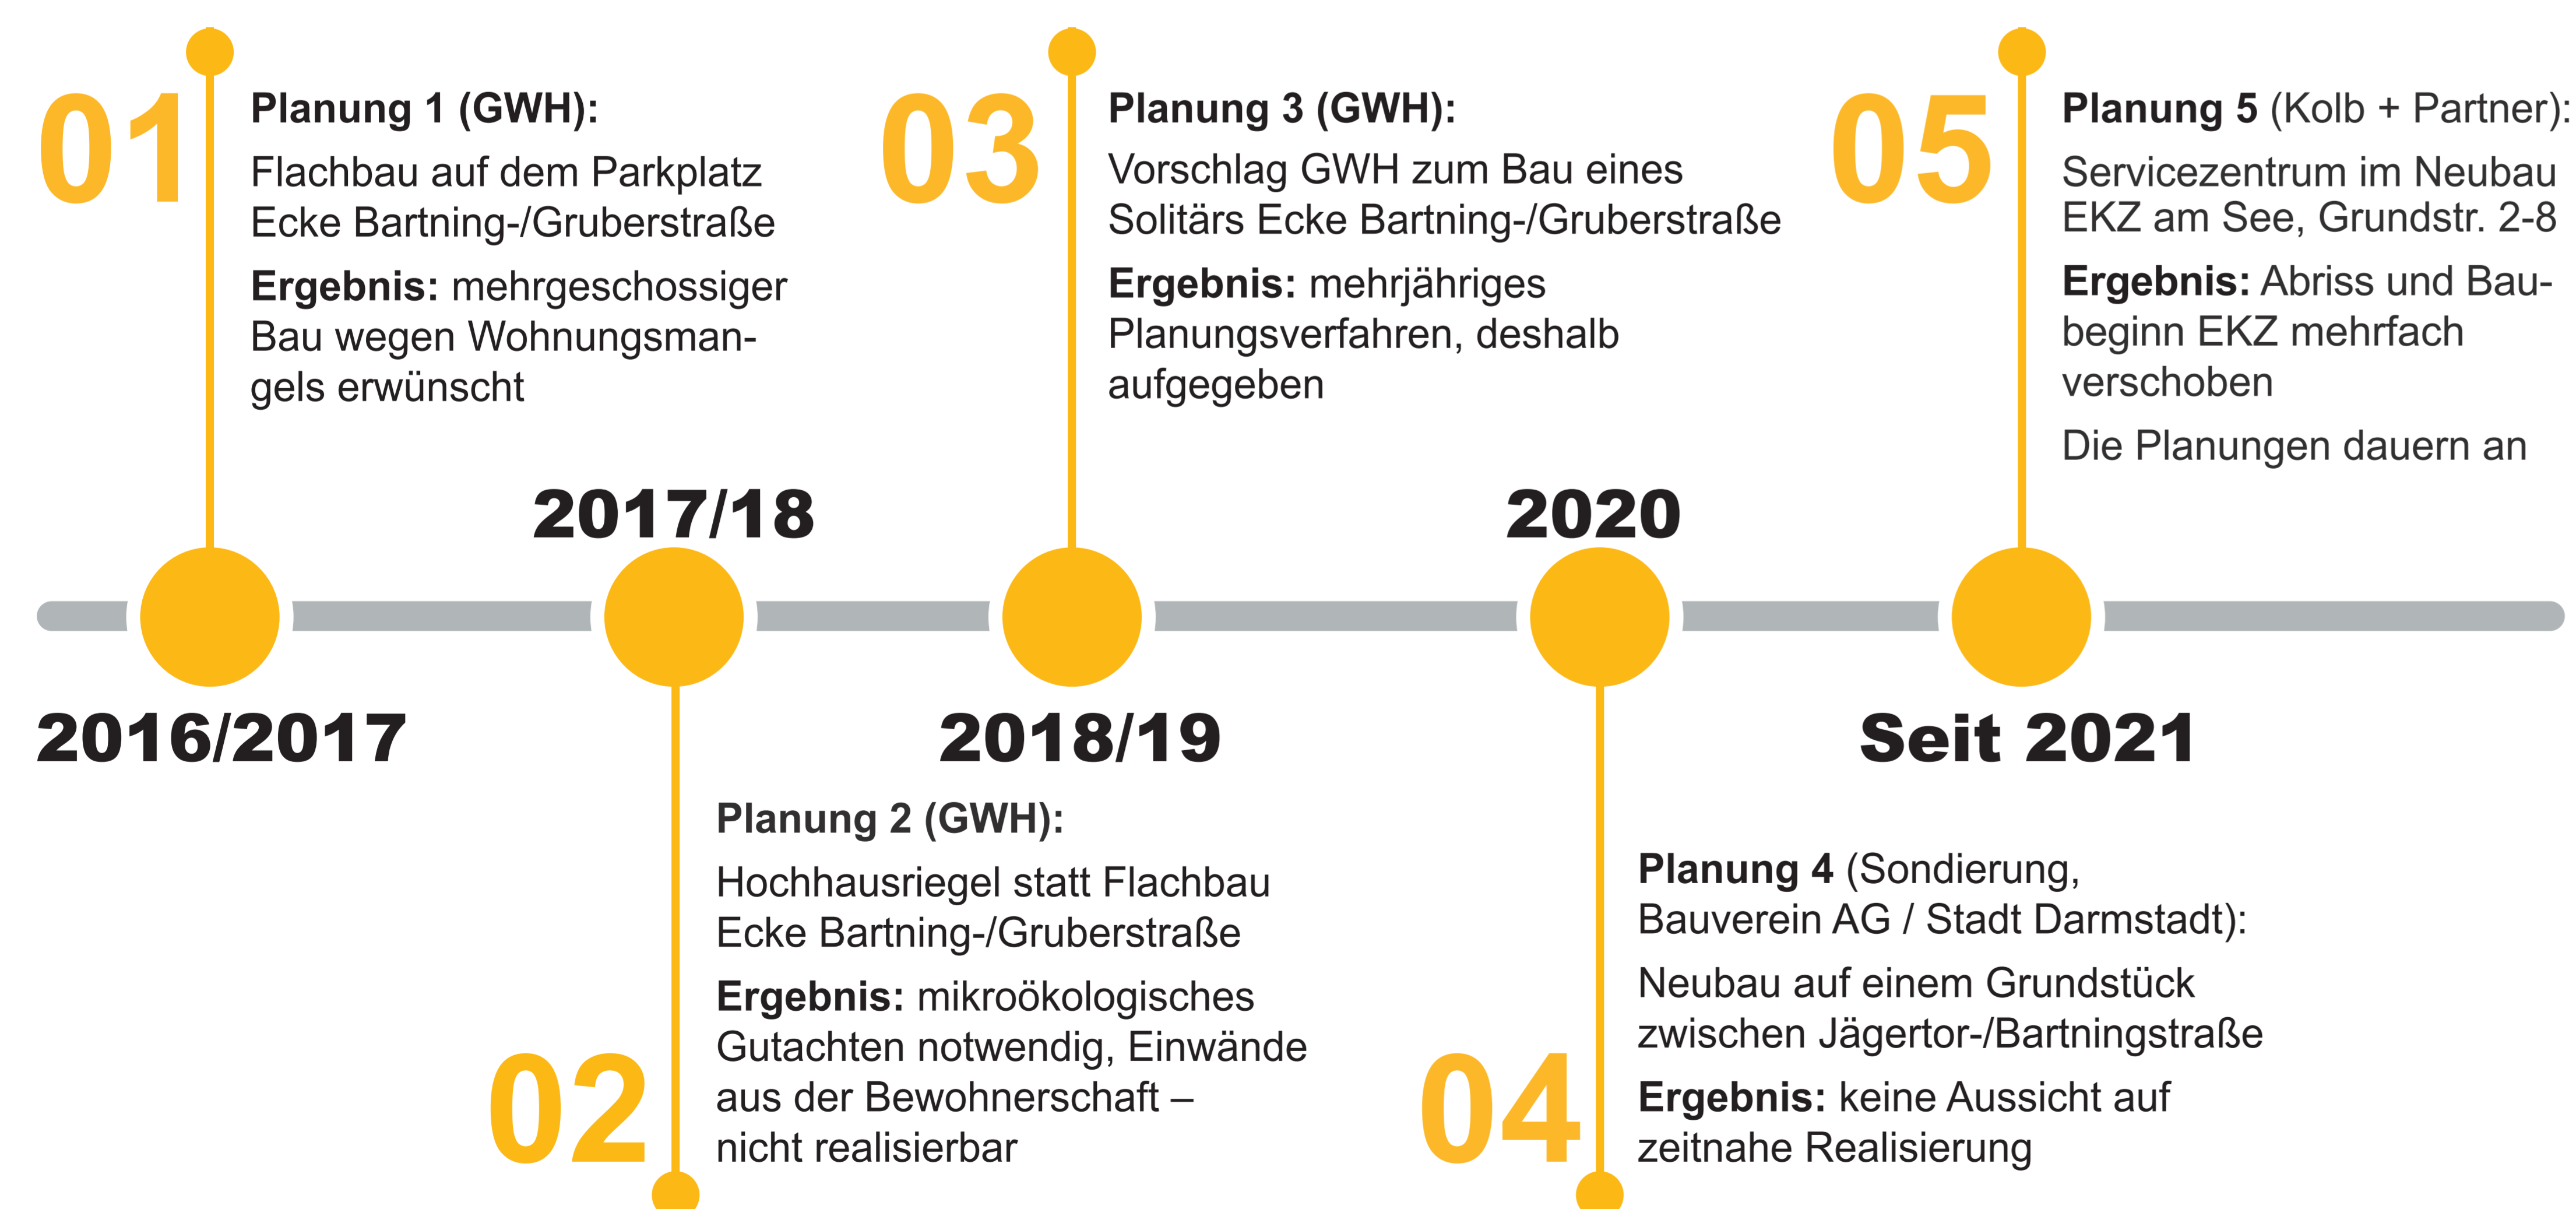 01
Planung 1 (GWH):
Flachbau auf dem Parkplatz
Ecke Bartning-/Gruberstraße
Ergebnis: mehrgeschossiger
Bau wegen Wohnungsman-
gels erwünscht
2016/2017
2017/18
02
Planung 2 (GWH):
Hochhausriegel statt Flachbau
Ecke Bartning-/Gruberstraße
Ergebnis: mikroökologisches
Gutachten notwendig, Einwände
aus der Bewohnerschaft –
nicht realisierbar
03
Planung 3 (GWH):
Vorschlag GWH zum Bau eines
Solitärs Ecke Bartning-/Gruberstraße
Ergebnis: mehrjähriges
Planungsverfahren, deshalb
aufgegeben
2018/19
2020
04
Planung 4 (Sondierung,
Bauverein AG / Stadt Darmstadt):
Neubau auf einem Grundstück
zwischen Jägertor-/Bartningstraße
Ergebnis: keine Aussicht auf
zeitnahe Realisierung
05
Planung 5 (Kolb + Partner):
Servicezentrum im Neubau
EKZ am See, Grundstr. 2-8
Ergebnis: Abriss und Bau-
beginn EKZ mehrfach
verschoben
Die Planungen dauern an
Seit 2021